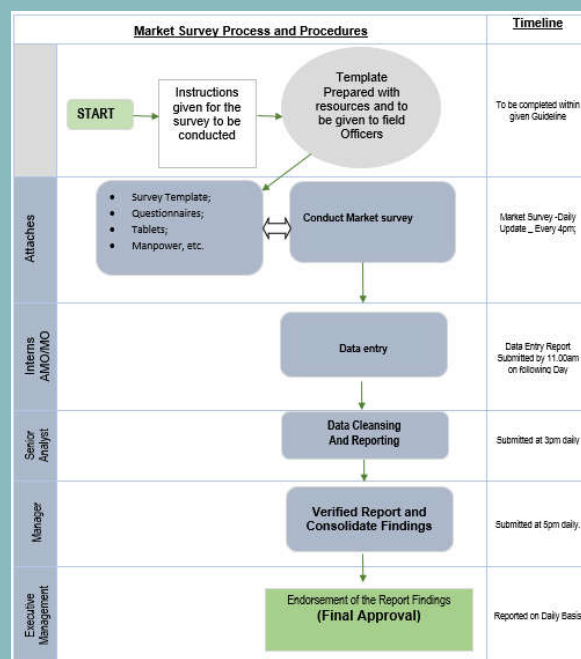 Market Survey Process and Procedures
Timeline
START
Instructions
given for the
survey to be
conducted
Template
Prepared with
resources and to
be given to field
Officers
To be completed within
given Guideline
Attaches
• Survey Template;
• Questionnaires;
• Tablets;
• Manpower, etc.
Conduct Market survey
Market Survey -Daily
Update _ Every 4pm;
Interns
AMO/MO
Data entry
Data Entry Report
Submitted by 11.00am
on following Day
Senior
Analyst
Data Cleansing
And Reporting
Submitted at 3pm daily
Manager
Verified Report and
Consolidate Findings
Submitted at 5pm daily.
Executive
Management
Endorsement of the Report Findings
(Final Approval)
Reported on Daily Basis